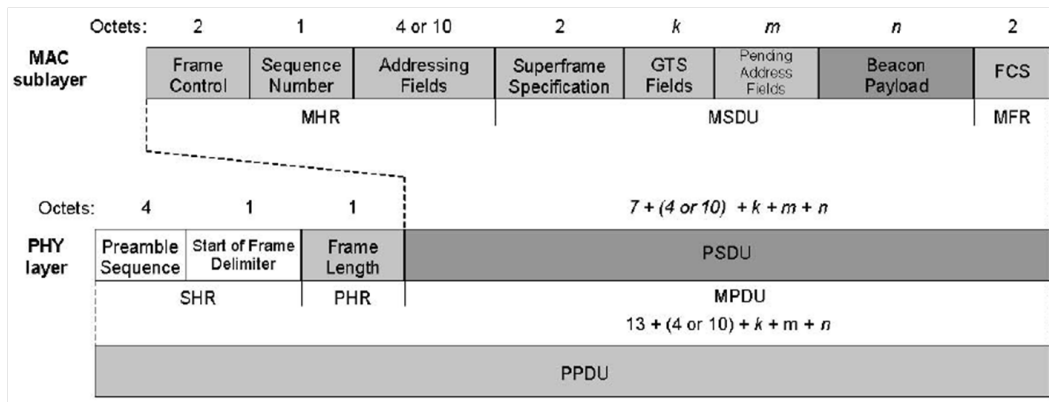 Octets: 2 1 4 or 10 2 k m n 2
MAC sublayer
Frame Control
Sequence Number
Addressing Fields
Superframe Specification
GTS Fields
Pending Address Fields
Beacon Payload
FCS
MHR MSDU MFR
Octets: 4 1 1 7 + (4 or 10) + k + m + n
PHY layer
Preamble Sequence
Start of Frame Delimiter
Frame Length
PSDU
SHR PHR MPDU
13 + (4 or 10) + k + m + n
PPDU